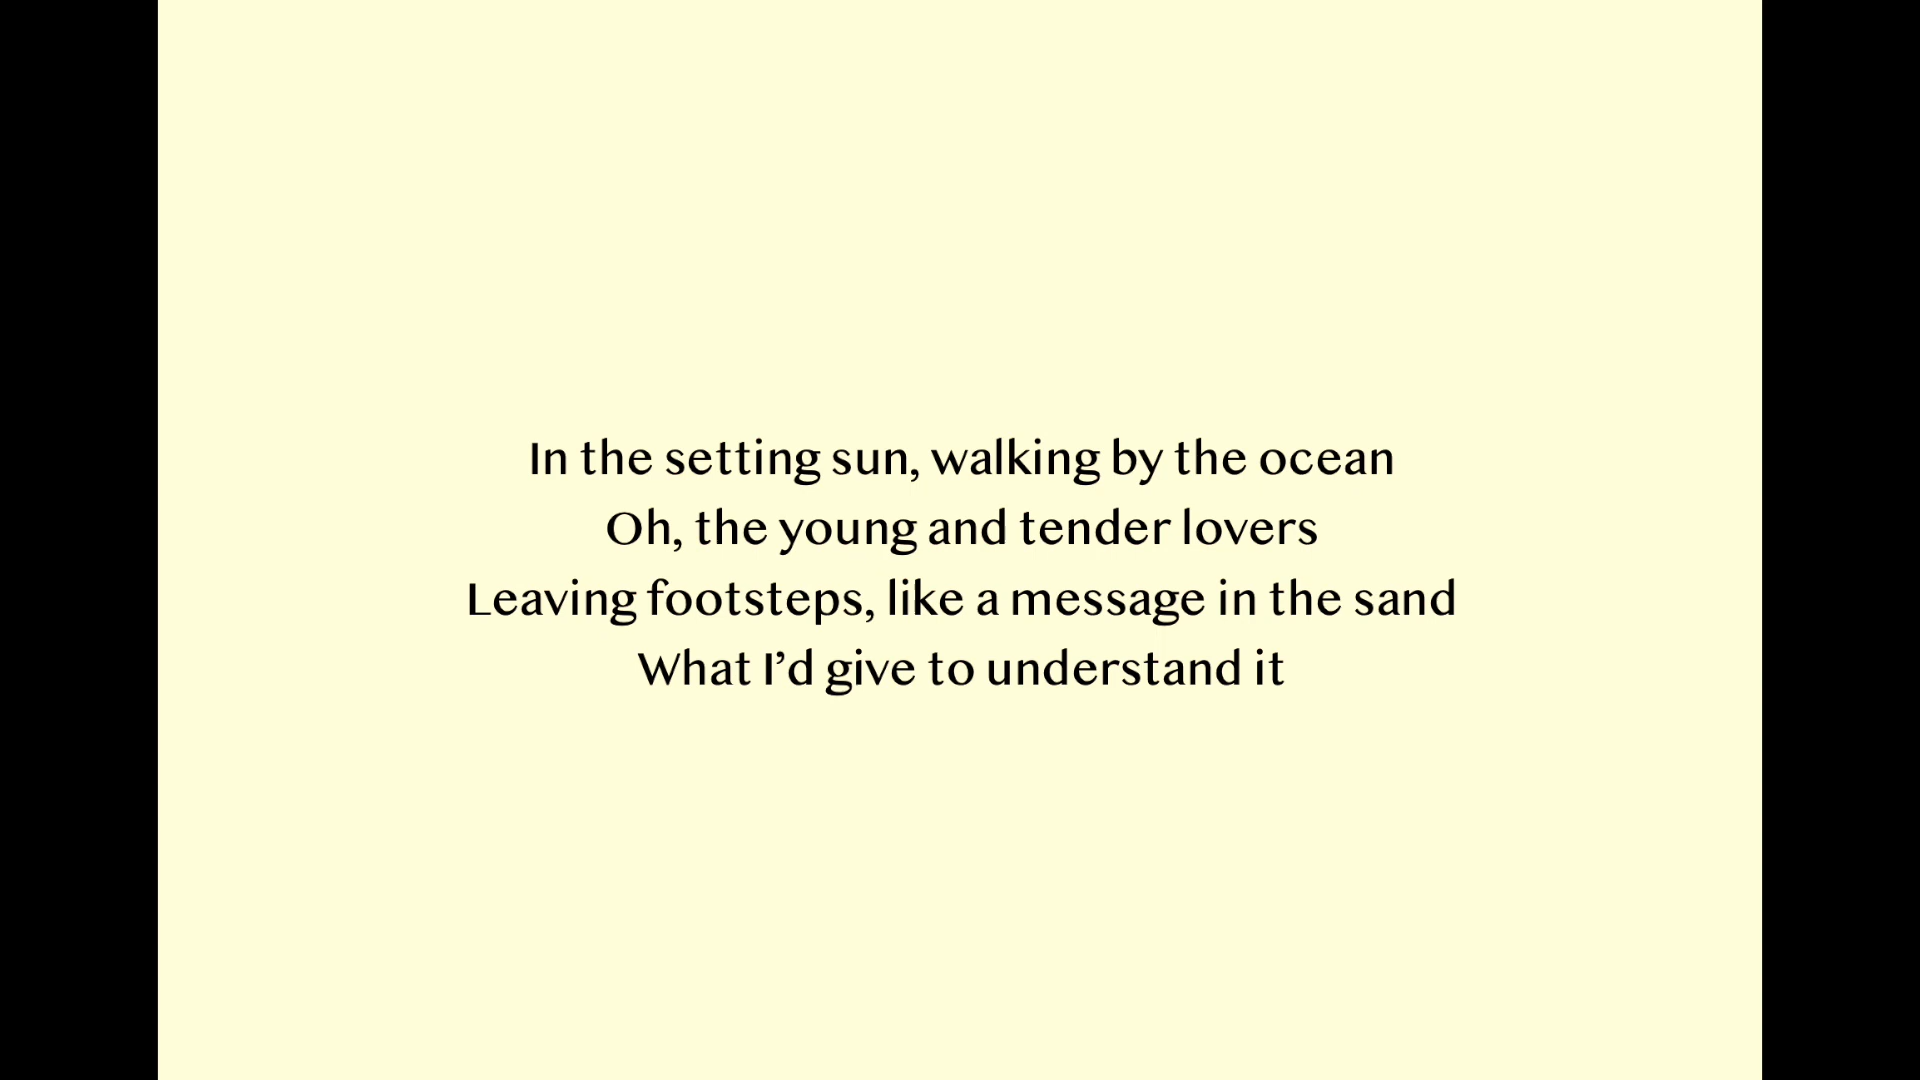 In the setting sun, walking by the ocean
Oh, the young and tender lovers
Leaving footsteps, like a message in the sand
What I’d give to understand it